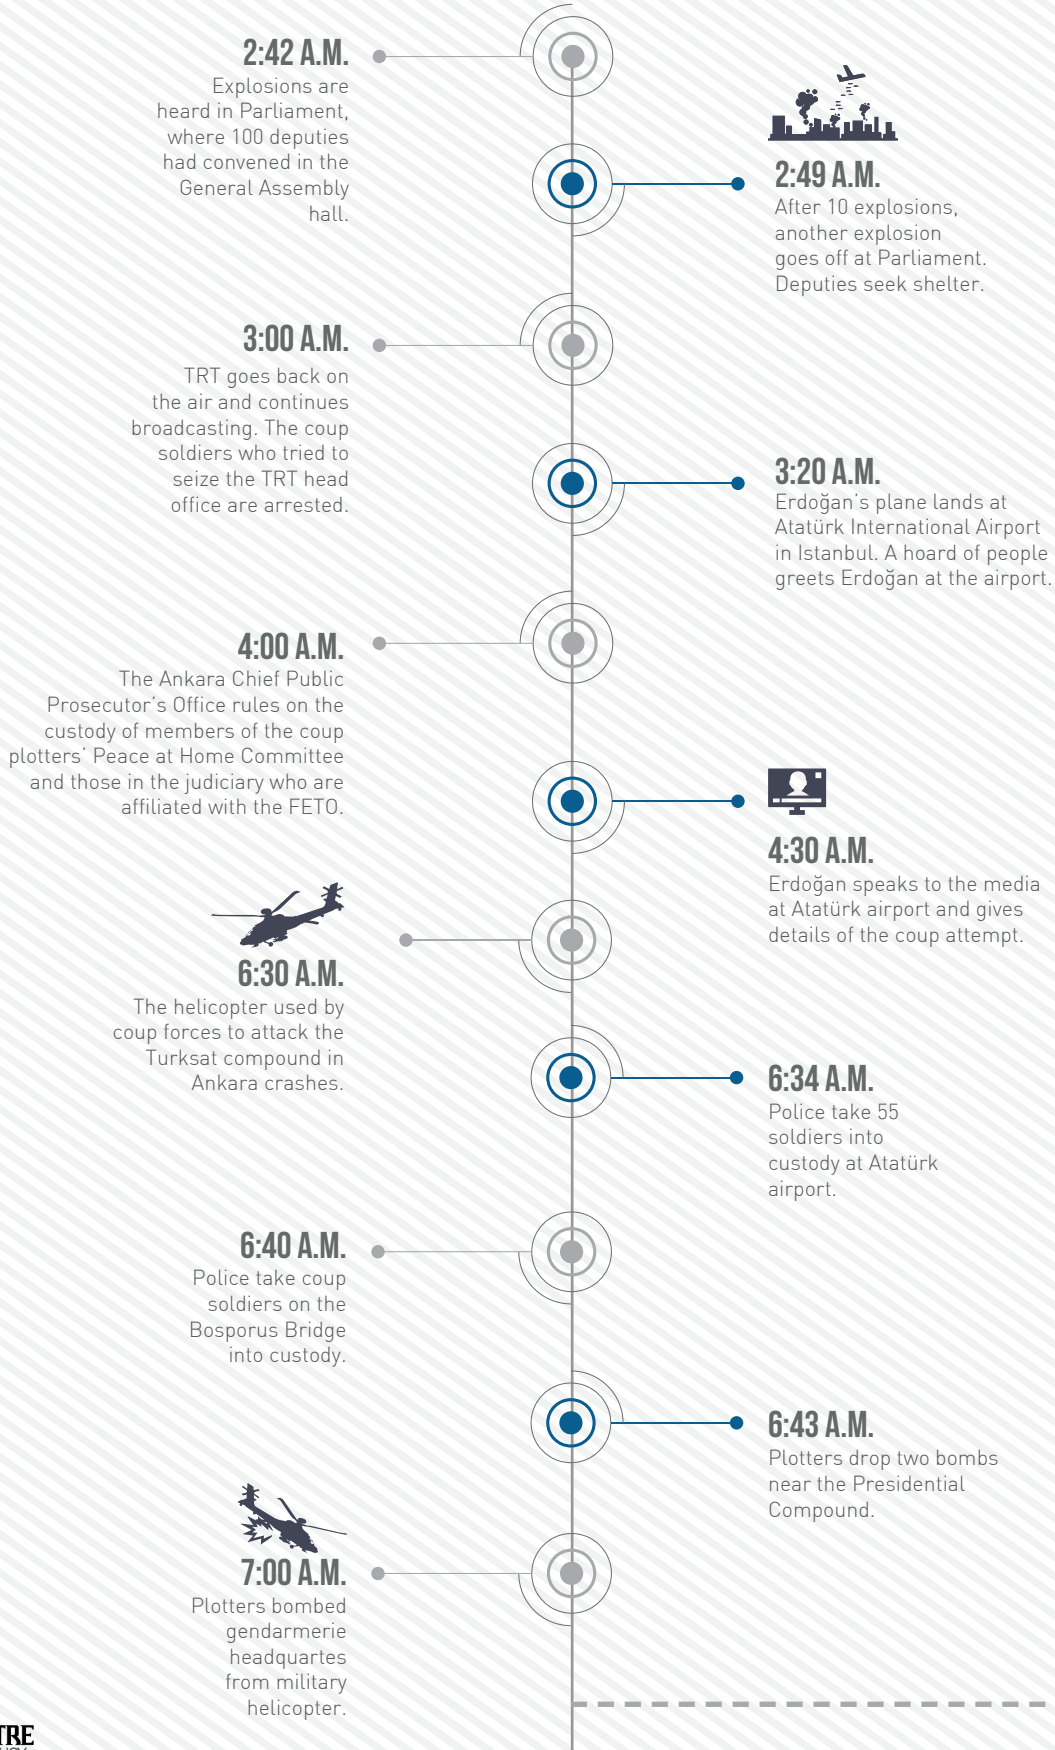 2:42 A.M.
Explosions are
heard in Parliament,
where 100 deputies
had convened in the
General Assembly
hall.
2:49 A.M.
After 10 explosions,
another explosion
goes off at Parliament.
Deputies seek shelter.
3:00 A.M.
TRT goes back on
the air and continues
broadcasting. The coup
soldiers who tried to
seize the TRT head
office are arrested.
3:20 A.M.
Erdoğan's plane lands at
Atatürk International Airport
in Istanbul. A hoard of people
greets Erdoğan at the airport.
4:00 A.M.
The Ankara Chief Public
Prosecutor's Office rules on the
custody of members of the coup
plotters' Peace at Home Committee
and those in the judiciary who are
affiliated with the FETO.
4:30 A.M.
Erdoğan speaks to the media
at Atatürk airport and gives
details of the coup attempt.
6:30 A.M.
The helicopter used by
coup forces to attack the
Turksat compound in
Ankara crashes.
6:34 A.M.
Police take 55
soldiers into
custody at Atatürk
airport.
6:40 A.M.
Police take coup
soldiers on the
Bosporus Bridge
into custody.
6:43 A.M.
Plotters drop two bombs
near the Presidential
Compound.
7:00 A.M.
Plotters bombed
gendarmerie
headquartes
from military
helicopter.
TRE